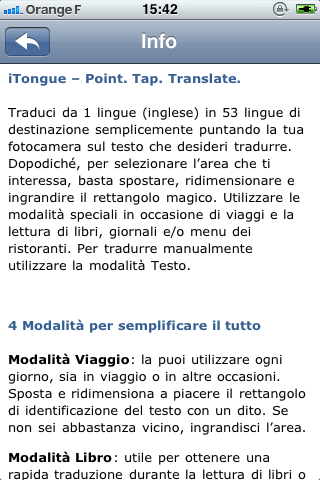 Orange F 15:42
Info
iTongue – Point. Tap. Translate.
Traduci da 1 lingue (inglese) in 53 lingue di
destinazione semplicemente puntando la tua
fotocamera sul testo che desideri tradurre.
Dopodiché, per selezionare l’area che ti
interessa, basta spostare, ridimensionare e
ingrandire il rettangolo magico. Utilizzare le
modalità speciali in occasione di viaggi e la
lettura di libri, giornali e/o menu dei
ristoranti. Per tradurre manualmente
utilizzare la modalità Testo.
4 Modalità per semplificare il tutto
Modalità Viaggio: la puoi utilizzare ogni
giorno, sia in viaggio o in altre occasioni.
Sposta e ridimensiona a piacere il rettangolo
di identificazione del testo con un dito. Se
non sei abbastanza vicino, ingrandisci l’area.
Modalità Libro: utile per ottenere una
rapida traduzione durante la lettura di libri o